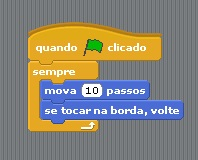 quando clicado
sempre
mova 10 passos
se tocar na borda, volte